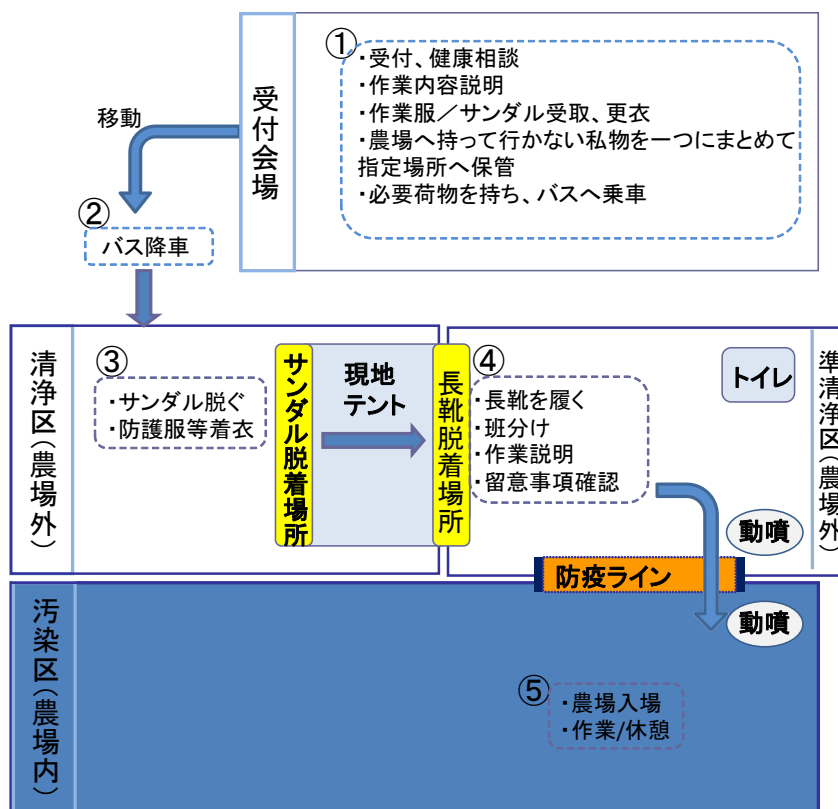 受付会場
①
・受付、健康相談
・作業内容説明
・作業服／サンダル受取、更衣
・農場へ持って行かない私物を一つにまとめて
指定場所へ保管
・必要荷物を持ち、バスへ乗車
移動
②
バス降車
清浄区（農場外）
③
・サンダル脱ぐ
・防護服等着衣
サンダル脱着場所
現地
テント
長靴脱着場所
④
・長靴を履く
・班分け
・作業説明
・留意事項確認
トイレ
準清浄区（農場外）
動噴
防疫ライン
動噴
汚染区（農場内）
⑤
・農場入場
・作業/休憩